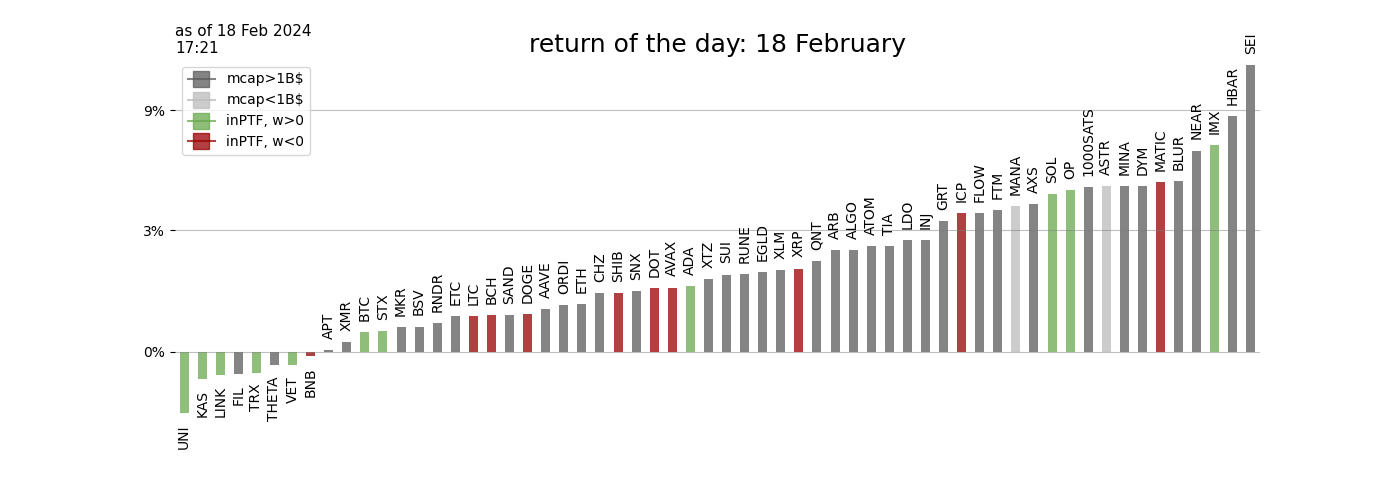 as of 18 Feb 2024
17:21
return of the day: 18 February
mcap>1B$
mcap<1B$
inPTF, w>0
inPTF, w<0
9%
3%
0%
UNI
KAS
LINK
FIL
TRX
THETA
VET
BNB
APT
XMR
BTC
STX
MKR
BSV
RNDR
ETC
LTC
BCH
SAND
DOGE
AAVE
ORDI
ETH
CHZ
SHIB
SNX
DOT
AVAX
ADA
XTZ
SUI
RUNE
EGLD
XLM
XRP
QNT
ARB
ALGO
ATOM
TIA
LDO
INJ
GRT
ICP
FLOW
FTM
MANA
AXS
SOL
OP
1000SATS
ASTR
MINA
DYM
MATIC
BLUR
NEAR
IMX
HBAR
SEI